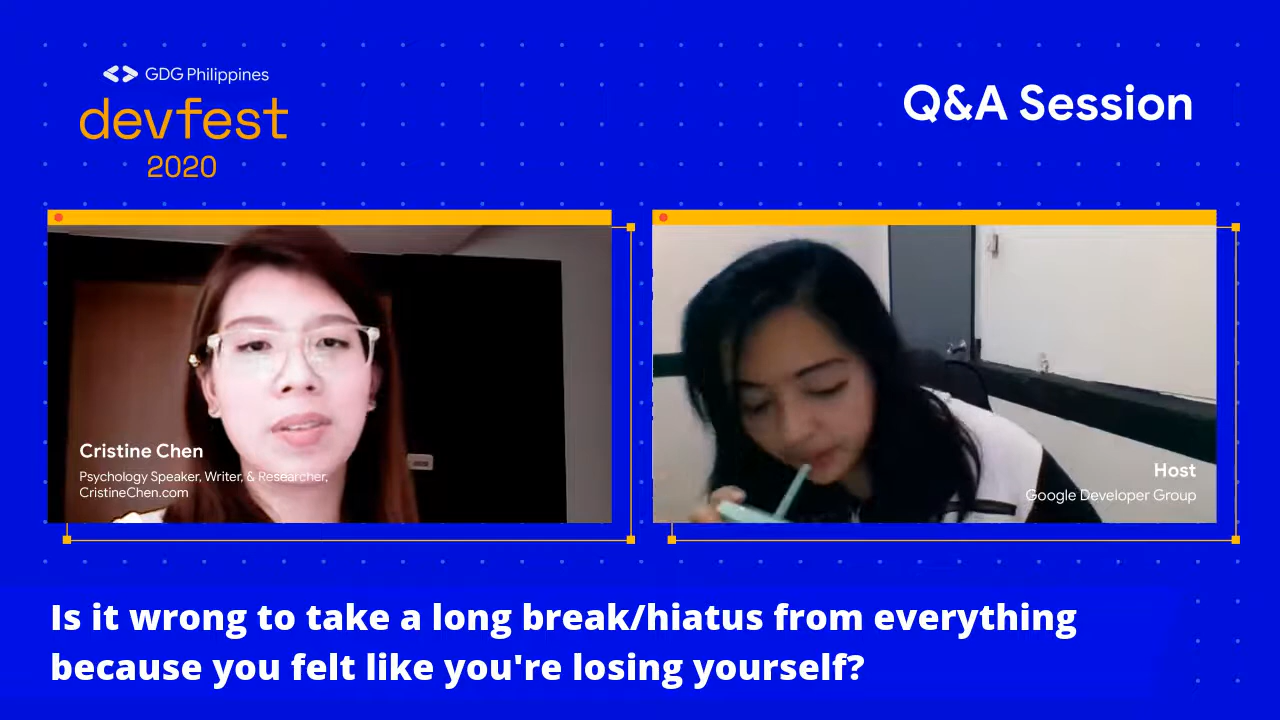 GDG Philippines
devfest
2020
Q&A Session
Cristine Chen
Psychology Speaker, Writer, & Researcher,
CristineChen.com
Host
Google Developer Group
Is it wrong to take a long break/hiatus from everything
because you felt like you're losing yourself?